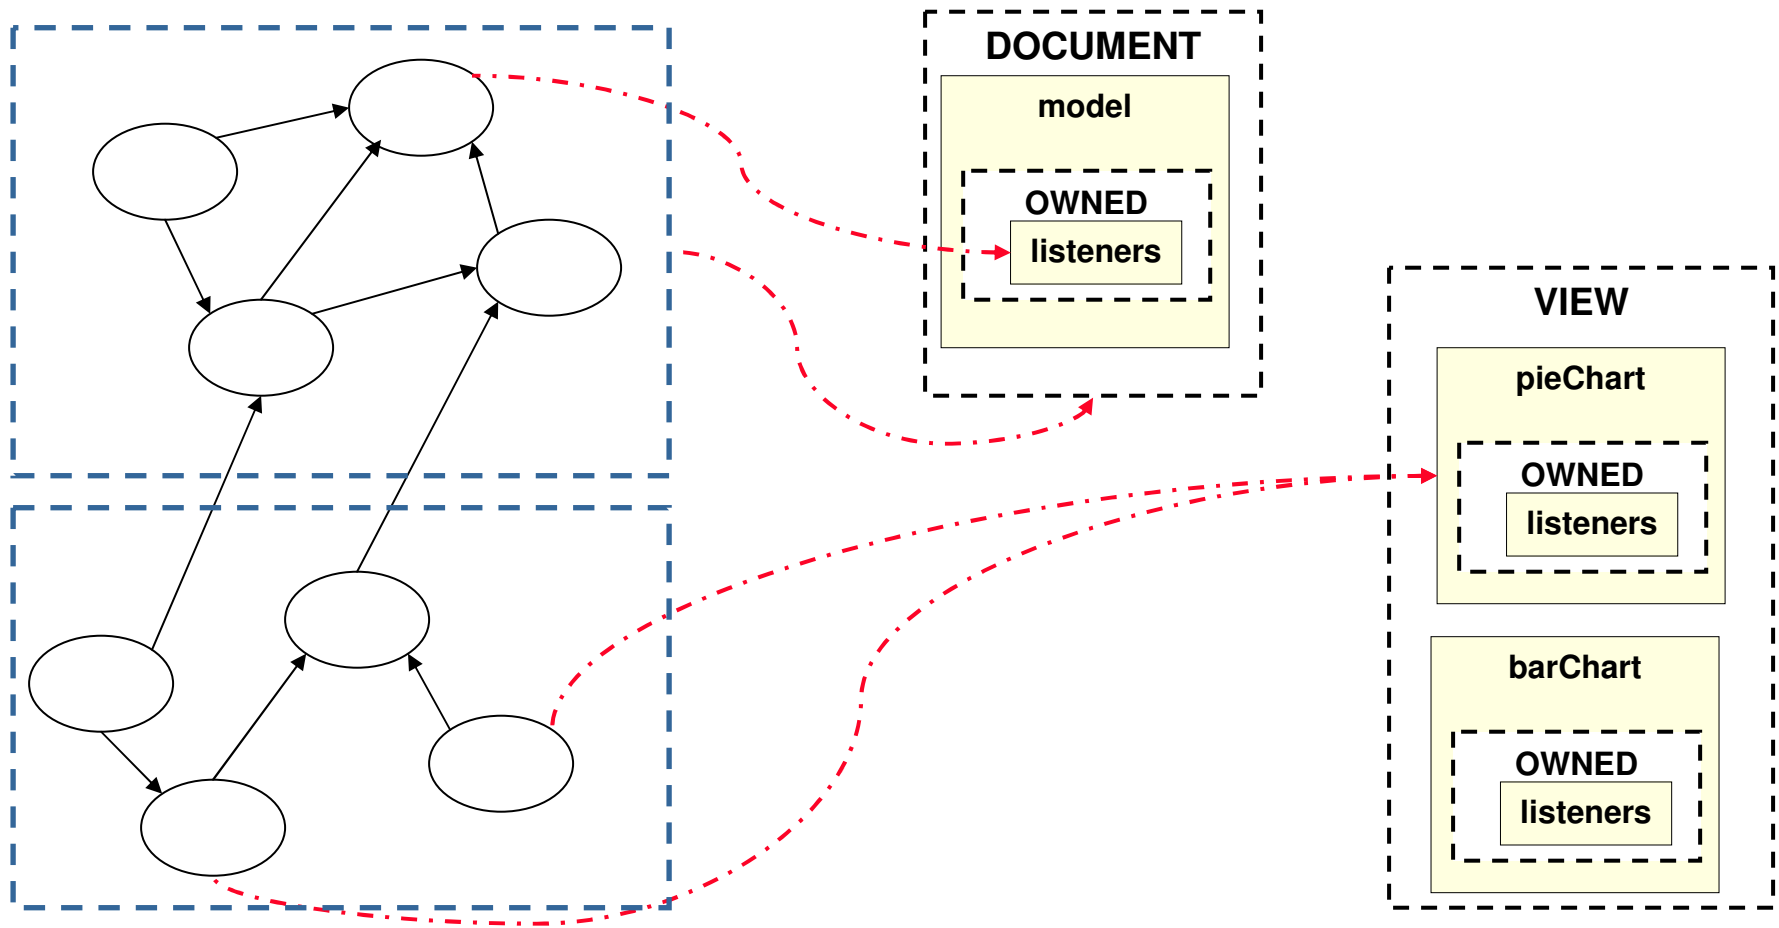 DOCUMENT
model
OWNED
listeners
VIEW
pieChart
OWNED
listeners
barChart
OWNED
listeners